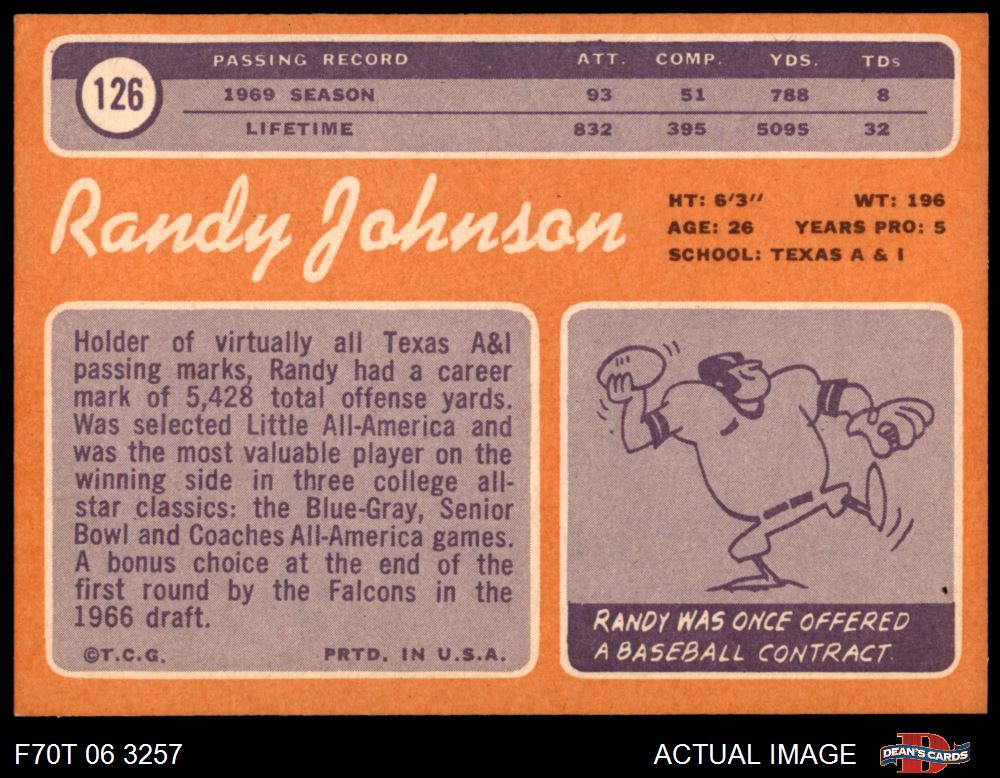 126
PASSING RECORD ATT. COMP. YDS. TDs
1969 SEASON 93 51 788 8
LIFETIME 832 395 5095 32
Randy Johnson
HT: 6'3" WT: 196
AGE: 26 YEARS PRO: 5
SCHOOL: TEXAS A & I
Holder of virtually all Texas A&I
passing marks, Randy had a career
mark of 5,428 total offense yards.
Was selected Little All-America and
was the most valuable player on the
winning side in three college all-
star classics: the Blue-Gray, Senior
Bowl and Coaches All-America games.
A bonus choice at the end of the
first round by the Falcons in the
1966 draft.
©T.C.G. PRTD. IN U.S.A.
RANDY WAS ONCE OFFERED
A BASEBALL CONTRACT.
F70T 06 3257 ACTUAL IMAGE D DEAN'S CARDS